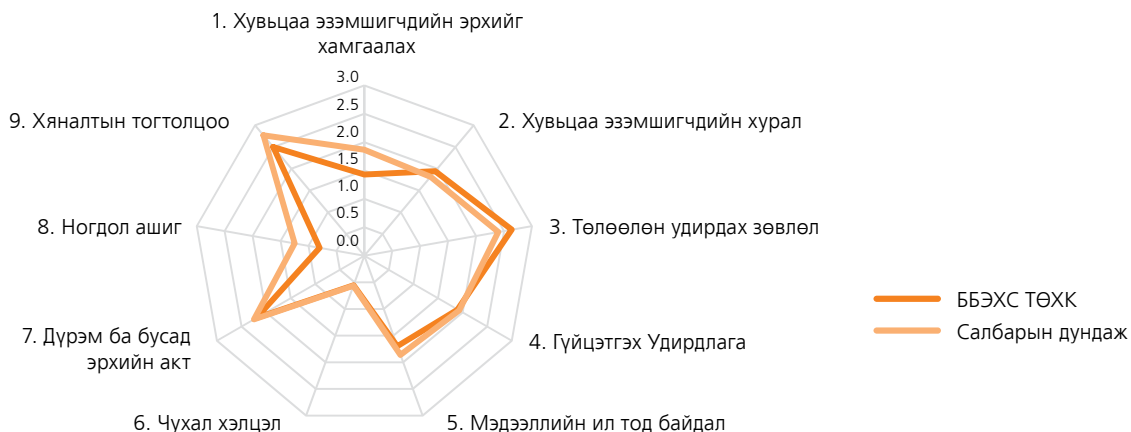 1. Хувьцаа эзэмшигчдийн эрхийг
хамгаалах
3.0
2.5
2.0
1.5
1.0
0.5
0.0
2. Хувьцаа эзэмшигчдийн хурал
3. Төлөөлөн удирдах зөвлөл
4. Гүйцэтгэх Удирдлага
5. Мэдээллийн ил тод байдал
6. Чухал хэлцэл
7. Дүрэм ба бусад
эрхийн акт
8. Ногдол ашиг
9. Хяналтын тогтолцоо
ББЭХС ТӨХК
Салбарын дундаж